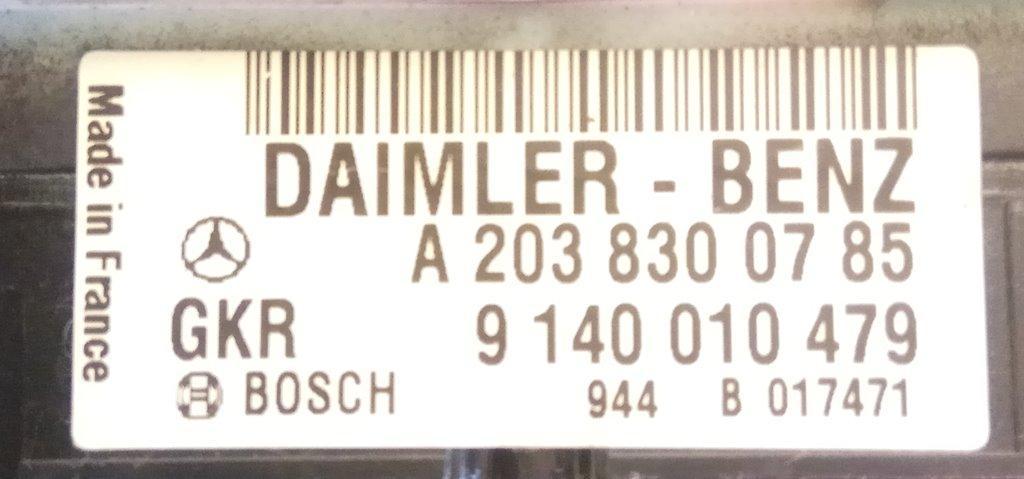 Made in France
DAIMLER - BENZ
A 203 830 07 85
GKR 9 140 010 479
BOSCH 944 B 017471